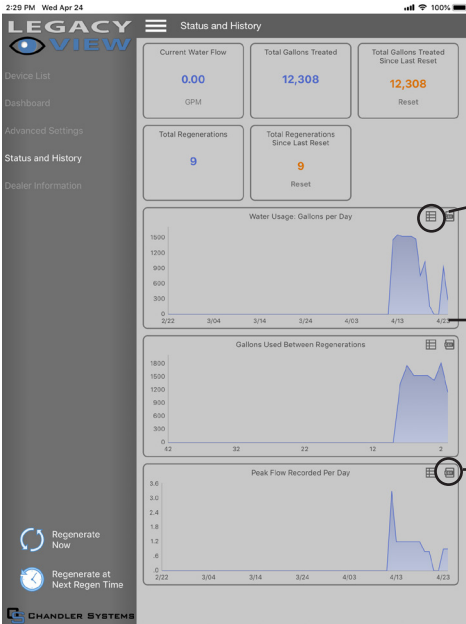 2:29 PM Wed Apr 24
100%
LEGACY
VIEW
Status and History
Device List
Dashboard
Advanced Settings
Status and History
Dealer Information
Current Water Flow
0.00
GPM
Total Gallons Treated
12,308
Total Gallons Treated
Since Last Reset
12,308
Reset
Total Regenerations
9
Total Regenerations
Since Last Reset
9
Reset
Water Usage: Gallons per Day
1500
1200
900
600
300
0
2/22 3/04 3/14 3/24 4/03 4/13 4/23
Gallons Used Between Regenerations
1800
1500
1200
900
600
300
0
42 32 22 12 2
Peak Flow Recorded Per Day
3.6
3.0
2.4
1.8
1.2
.6
.0
2/22 3/04 3/14 3/24 4/03 4/13 4/23
Regenerate
Now
Regenerate at
Next Regen Time
CHANDLER SYSTEMS